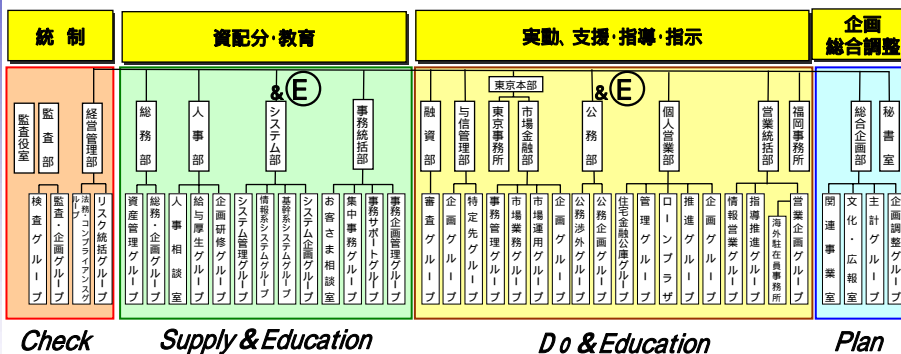 統 制
資配分･教育
実動、支援･指導･指示
企画
総合調整
&Ⓔ
&Ⓔ
東京本部
監査役室
監査部
経営管理部
総務部
人事部
システム部
事務統括部
融資部
与信管理部
東京事務所
市場金融部
公務部
個人営業部
営業統括部
福岡事務所
総合企画部
秘書室
検査グループ
監査・企画グループ
法務・コンプライアンスグループ
リスク統括グループ
資産管理グループ
総務・企画グループ
人事相談室
給与厚生グループ
企画研修グループ
システム管理グループ
情報系システムグループ
基幹系システムグループ
システム企画グループ
お客さま相談室
集中事務グループ
事務サポートグループ
事務企画管理グループ
審査グループ
企画グループ
特定先グループ
事務管理グループ
市場業務グループ
市場運用グループ
企画グループ
公務渉外グループ
公務企画グループ
住宅金融公庫グループ
管理グループ
ローンプラザ
推進グループ
企画グループ
情報営業グループ
指導推進グループ
海外駐在員事務所
営業企画グループ
関連事業室
文化・広報室
主計グループ
企画調整グループ
Check
Supply & Education
Do & Education
Plan